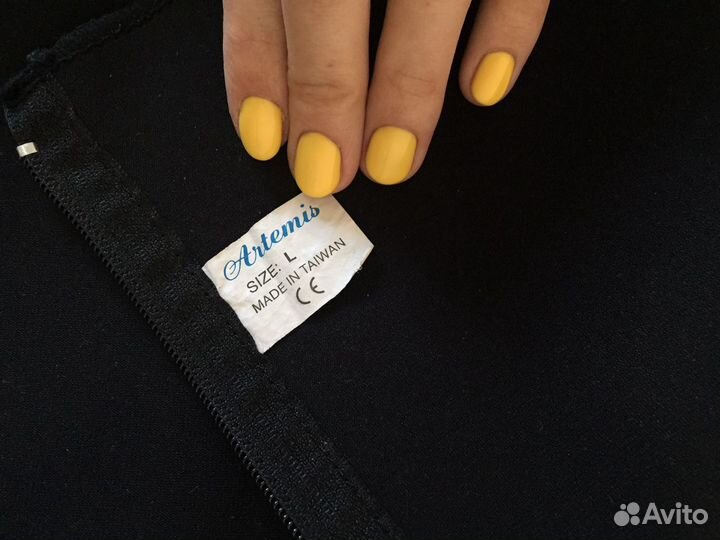 Artemis
SIZE: L
MADE IN TAIWAN
CE
Avito